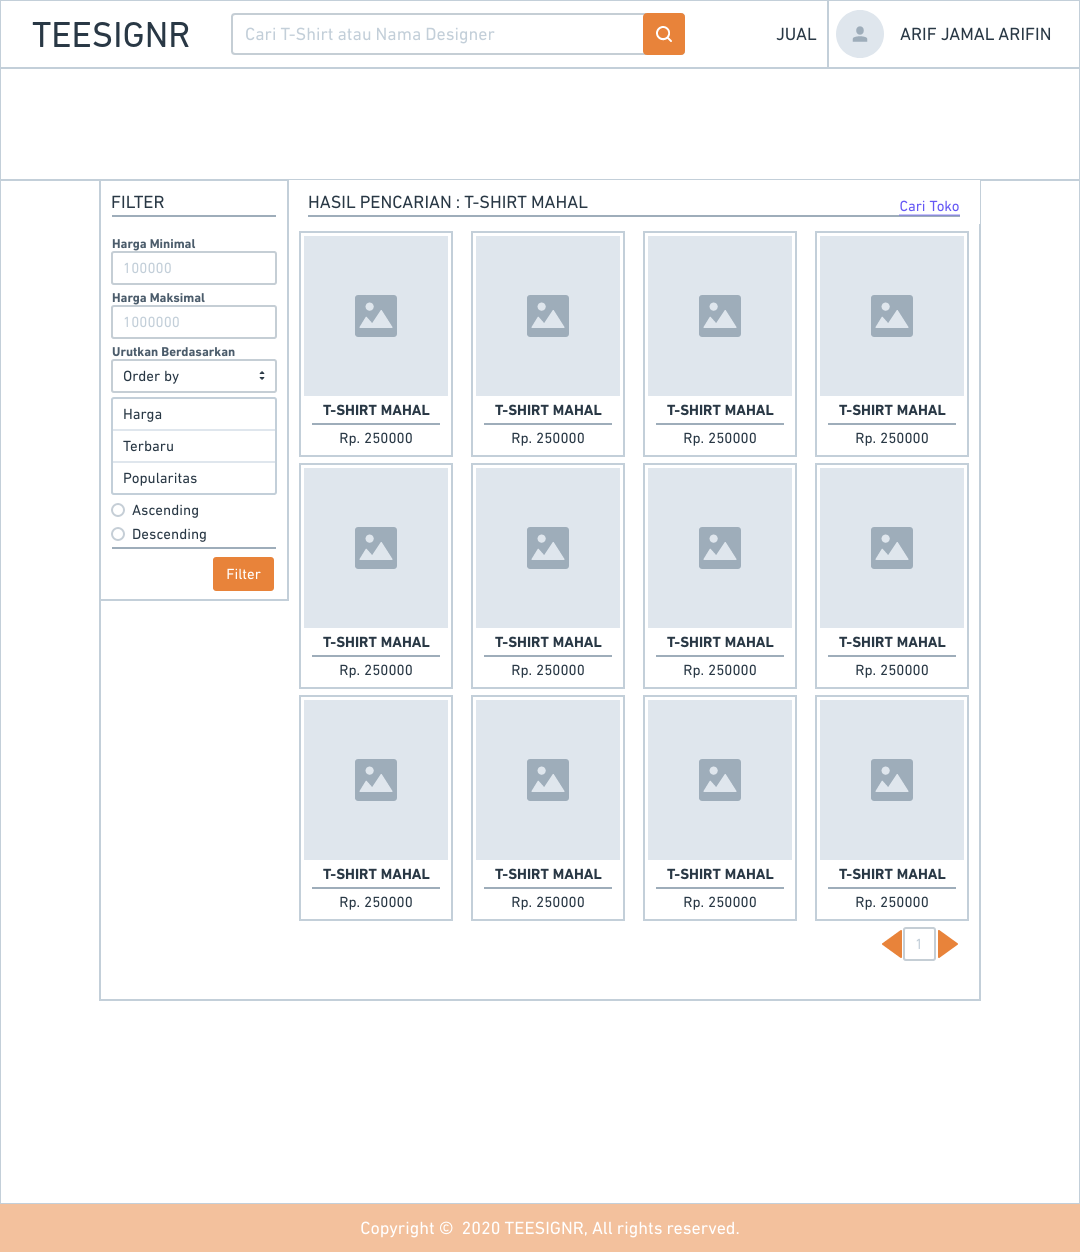 TEESIGNR
Cari T-Shirt atau Nama Designer
JUAL
ARIF JAMAL ARIFIN
FILTER
Harga Minimal
100000
Harga Maksimal
1000000
Urutkan Berdasarkan
Order by
Harga
Terbaru
Popularitas
Ascending
Descending
Filter
HASIL PENCARIAN : T-SHIRT MAHAL
Cari Toko
T-SHIRT MAHAL T-SHIRT MAHAL T-SHIRT MAHAL T-SHIRT MAHAL
Rp. 250000 Rp. 250000 Rp. 250000 Rp. 250000
T-SHIRT MAHAL T-SHIRT MAHAL T-SHIRT MAHAL T-SHIRT MAHAL
Rp. 250000 Rp. 250000 Rp. 250000 Rp. 250000
T-SHIRT MAHAL T-SHIRT MAHAL T-SHIRT MAHAL T-SHIRT MAHAL
Rp. 250000 Rp. 250000 Rp. 250000 Rp. 250000
1
Copyright © 2020 TEESIGNR, All rights reserved.